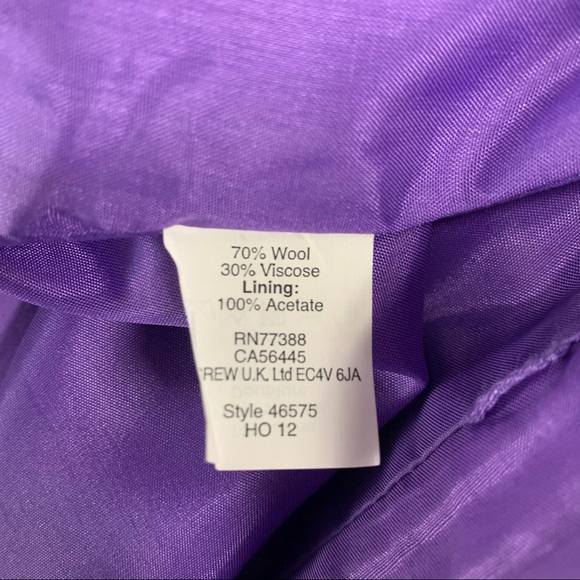 70% Wool
30% Viscose
Lining:
100% Acetate
RN77388
CA56445
REW U.K. Ltd EC4V 6JA
Style 46575
HO 12